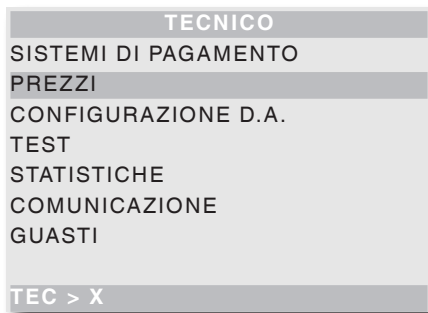 TECNICO
SISTEMI DI PAGAMENTO
PREZZI
CONFIGURAZIONE D.A.
TEST
STATISTICHE
COMUNICAZIONE
GUASTI
TEC > X